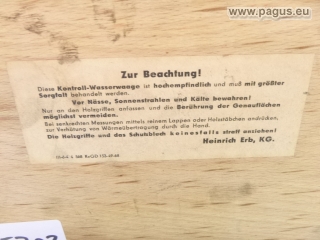 www.pagus.eu
Zur Beachtung!
Diese Kontroll-Wasserwaage ist hochempfindlich und muß mit größter
Sorgfalt behandelt werden.
Vor Nässe, Sonnenstrahlen und Kälte bewahren!
Nur an den Holzgriffen anfassen und die Berührung der Genauflächen
möglichst vermeiden.
Bei senkrechten Messungen mittels seinem Lappen oder Holzstäbchen andrücken,
zur Verhütung von Wärmeübertragung durch die Hand.
Die Holzgriffe und das Schutzblech keinesfalls straff anziehen!
Heinrich Erb, KG.